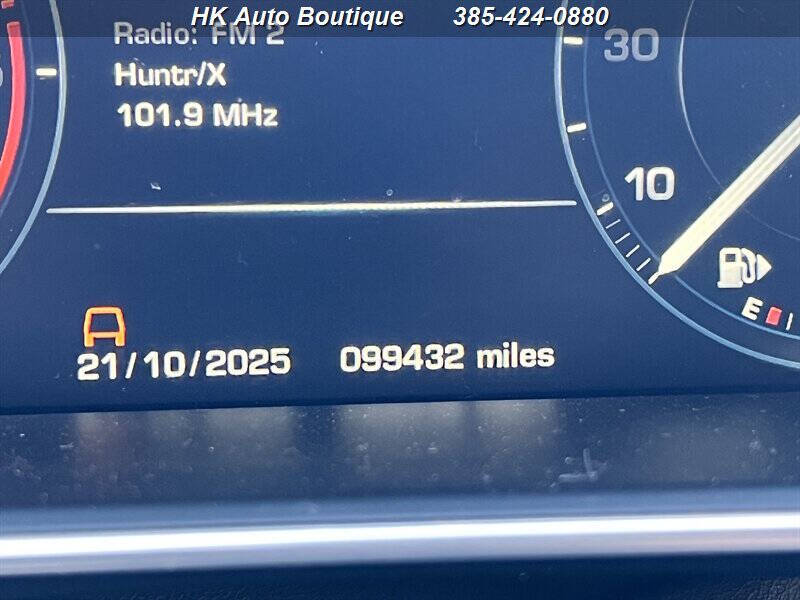 HK Auto Boutique 385-424-0880
Radio: FM 2
Huntr/X
101.9 MHz
30
10
E
21/10/2025 099432 miles